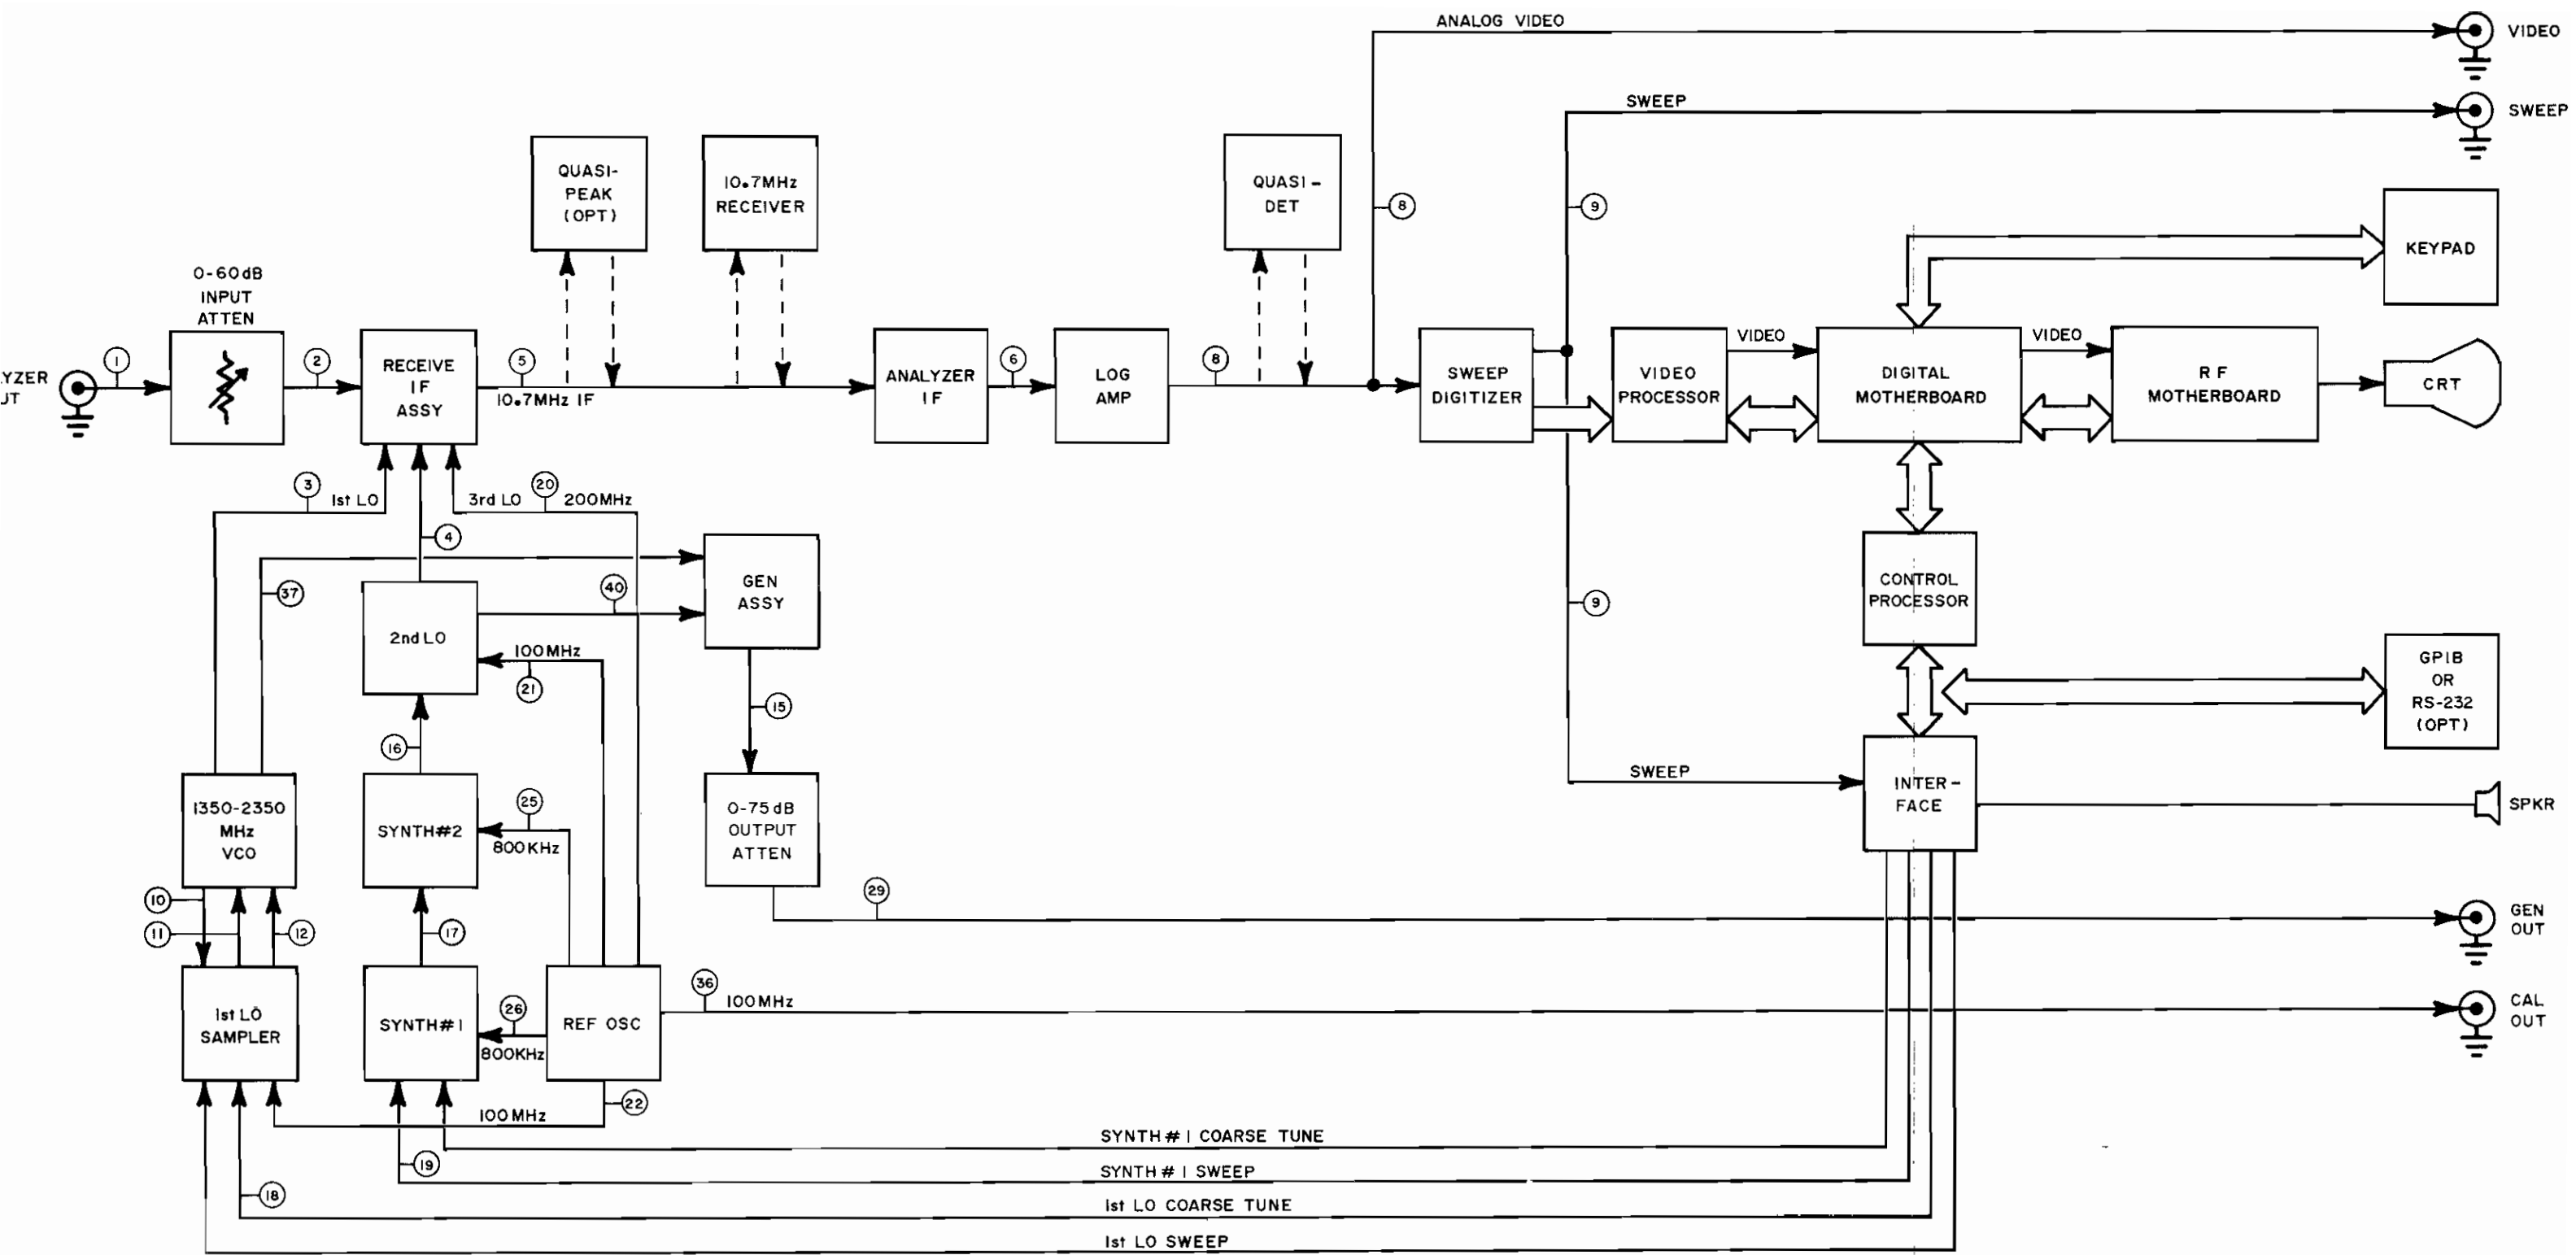 ANALOG VIDEO
VIDEO
SWEEP
SWEEP
QUASI-
PEAK
(OPT)
10.7MHz
RECEIVER
QUASI-
DET
8
9
KEYPAD
0-60dB
INPUT
ATTEN
YZER
UT
1
2
RECEIVE
IF
ASSY
5
10.7MHz IF
ANALYZER
IF
6
LOG
AMP
8
SWEEP
DIGITIZER
VIDEO
PROCESSOR
VIDEO
DIGITAL
MOTHERBOARD
VIDEO
RF
MOTHERBOARD
CRT
3
1st LO
3rd LO
20
200MHz
4
37
2nd LO
40
GEN
ASSY
100MHz
21
9
CONTROL
PROCESSOR
GPIB
OR
RS-232
(OPT)
16
15
SWEEP
INTER-
FACE
SPKR
1350-2350
MHz
VCO
SYNTH#2
25
800KHz
0-75dB
OUTPUT
ATTEN
10
11
12
17
29
GEN
OUT
1st LO
SAMPLER
SYNTH#1
26
800KHz
REF OSC
36
100MHz
CAL
OUT
100MHz
22
SYNTH#1 COARSE TUNE
19
SYNTH#1 SWEEP
18
1st LO COARSE TUNE
1st LO SWEEP